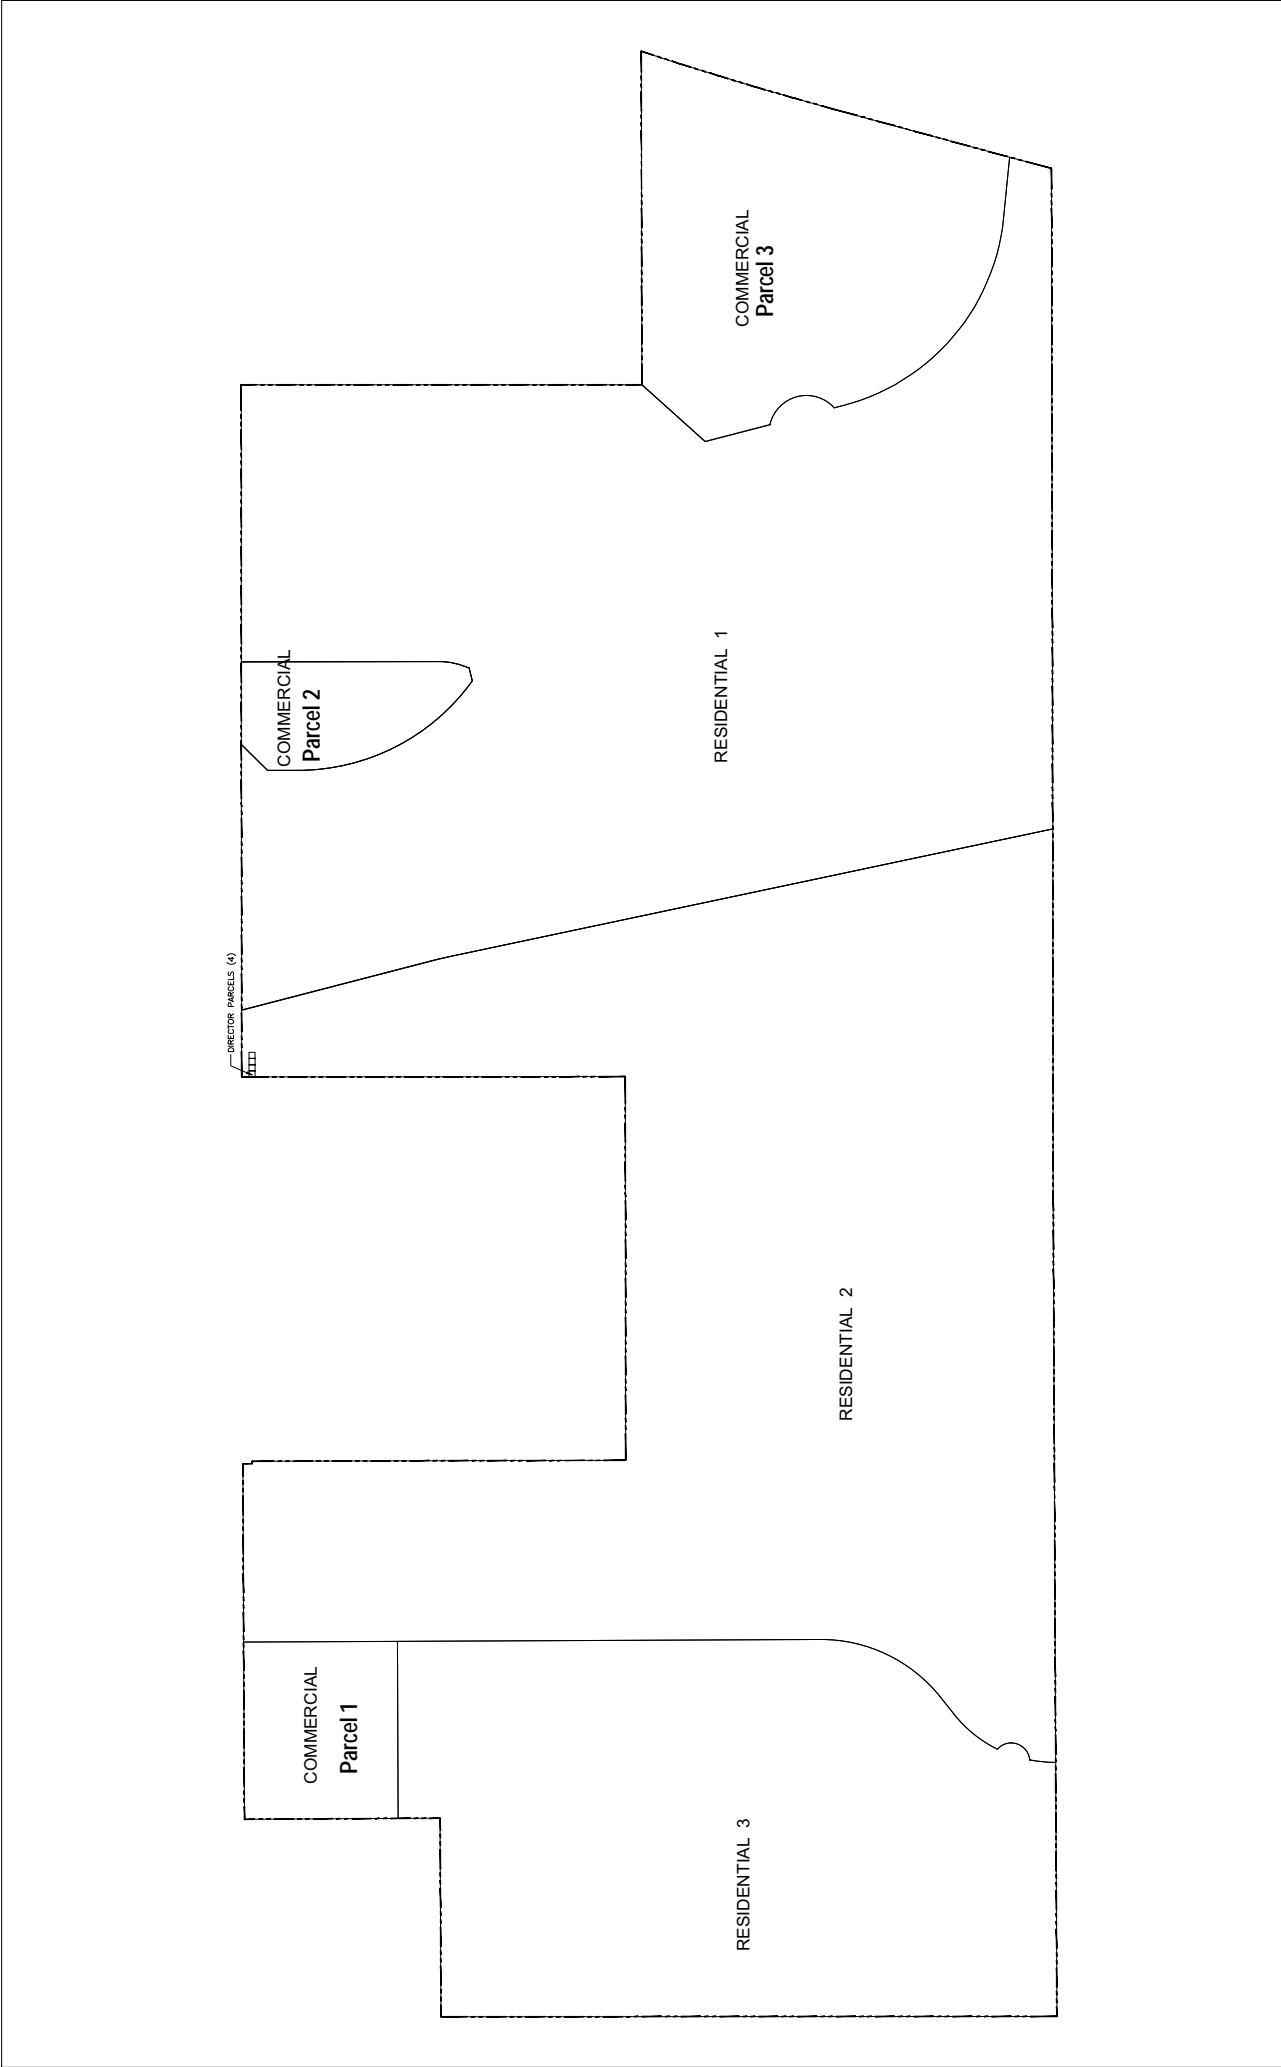 COMMERCIAL
Parcel 1
RESIDENTIAL 3
RESIDENTIAL 2
DIRECTOR PARCELS (4)
COMMERCIAL
Parcel 2
RESIDENTIAL 1
COMMERCIAL
Parcel 3